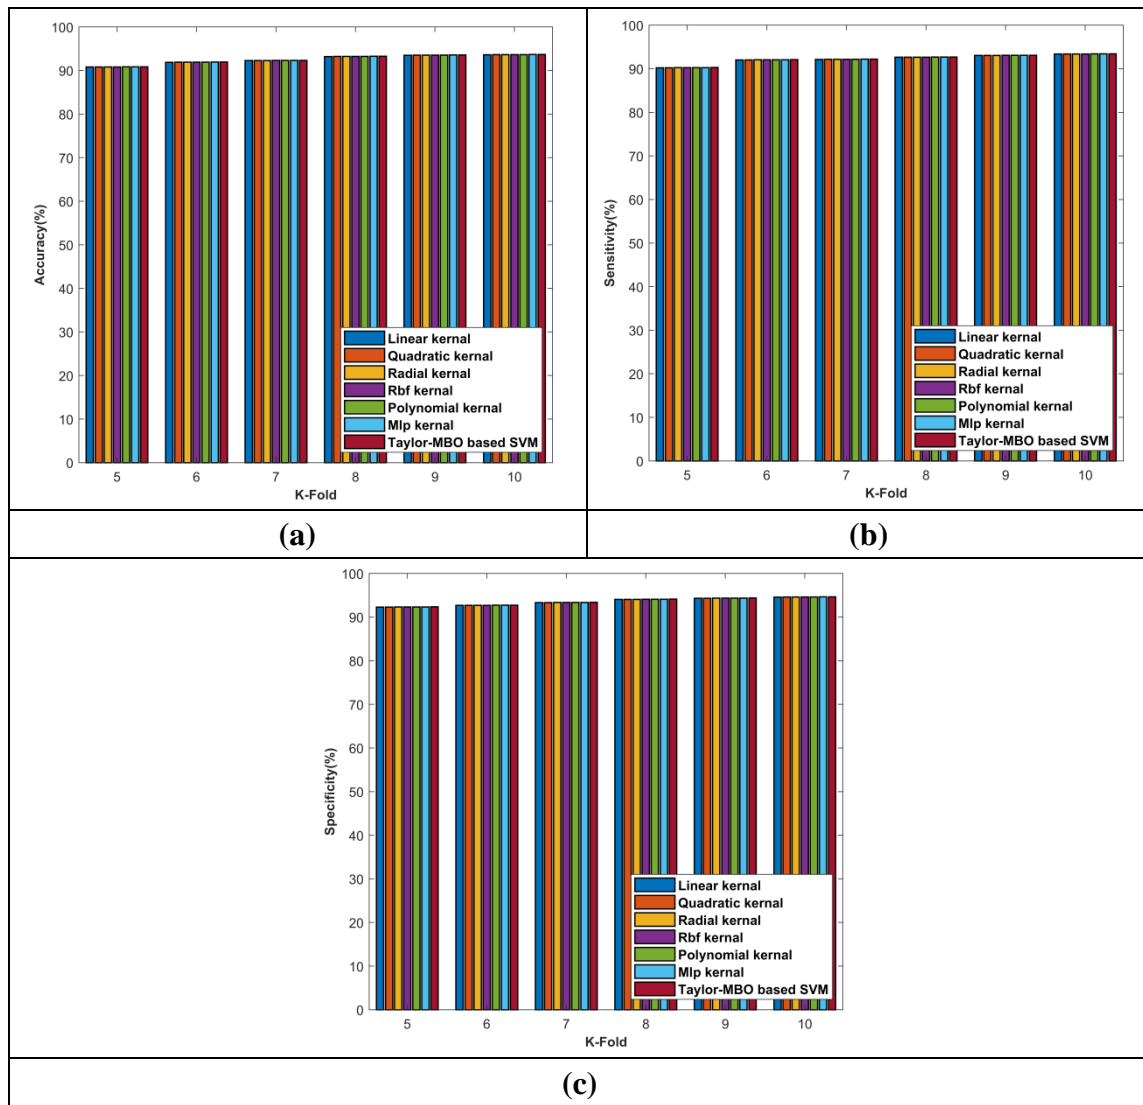 100
90
80
70
60
50
40
30
20
10
0
Accuracy(%)
Linear kernal
Quadratic kernal
Radial kernal
Rbf kernal
Polynomial kernal
Mlp kernal
Taylor-MBO based SVM
5 6 7 8 9 10
K-Fold
(a)
100
90
80
70
60
50
40
30
20
10
0
Sensitivity(%)
Linear kernal
Quadratic kernal
Radial kernal
Rbf kernal
Polynomial kernal
Mlp kernal
Taylor-MBO based SVM
5 6 7 8 9 10
K-Fold
(b)
100
90
80
70
60
50
40
30
20
10
0
Specificity(%)
Linear kernal
Quadratic kernal
Radial kernal
Rbf kernal
Polynomial kernal
Mlp kernal
Taylor-MBO based SVM
5 6 7 8 9 10
K-Fold
(c)